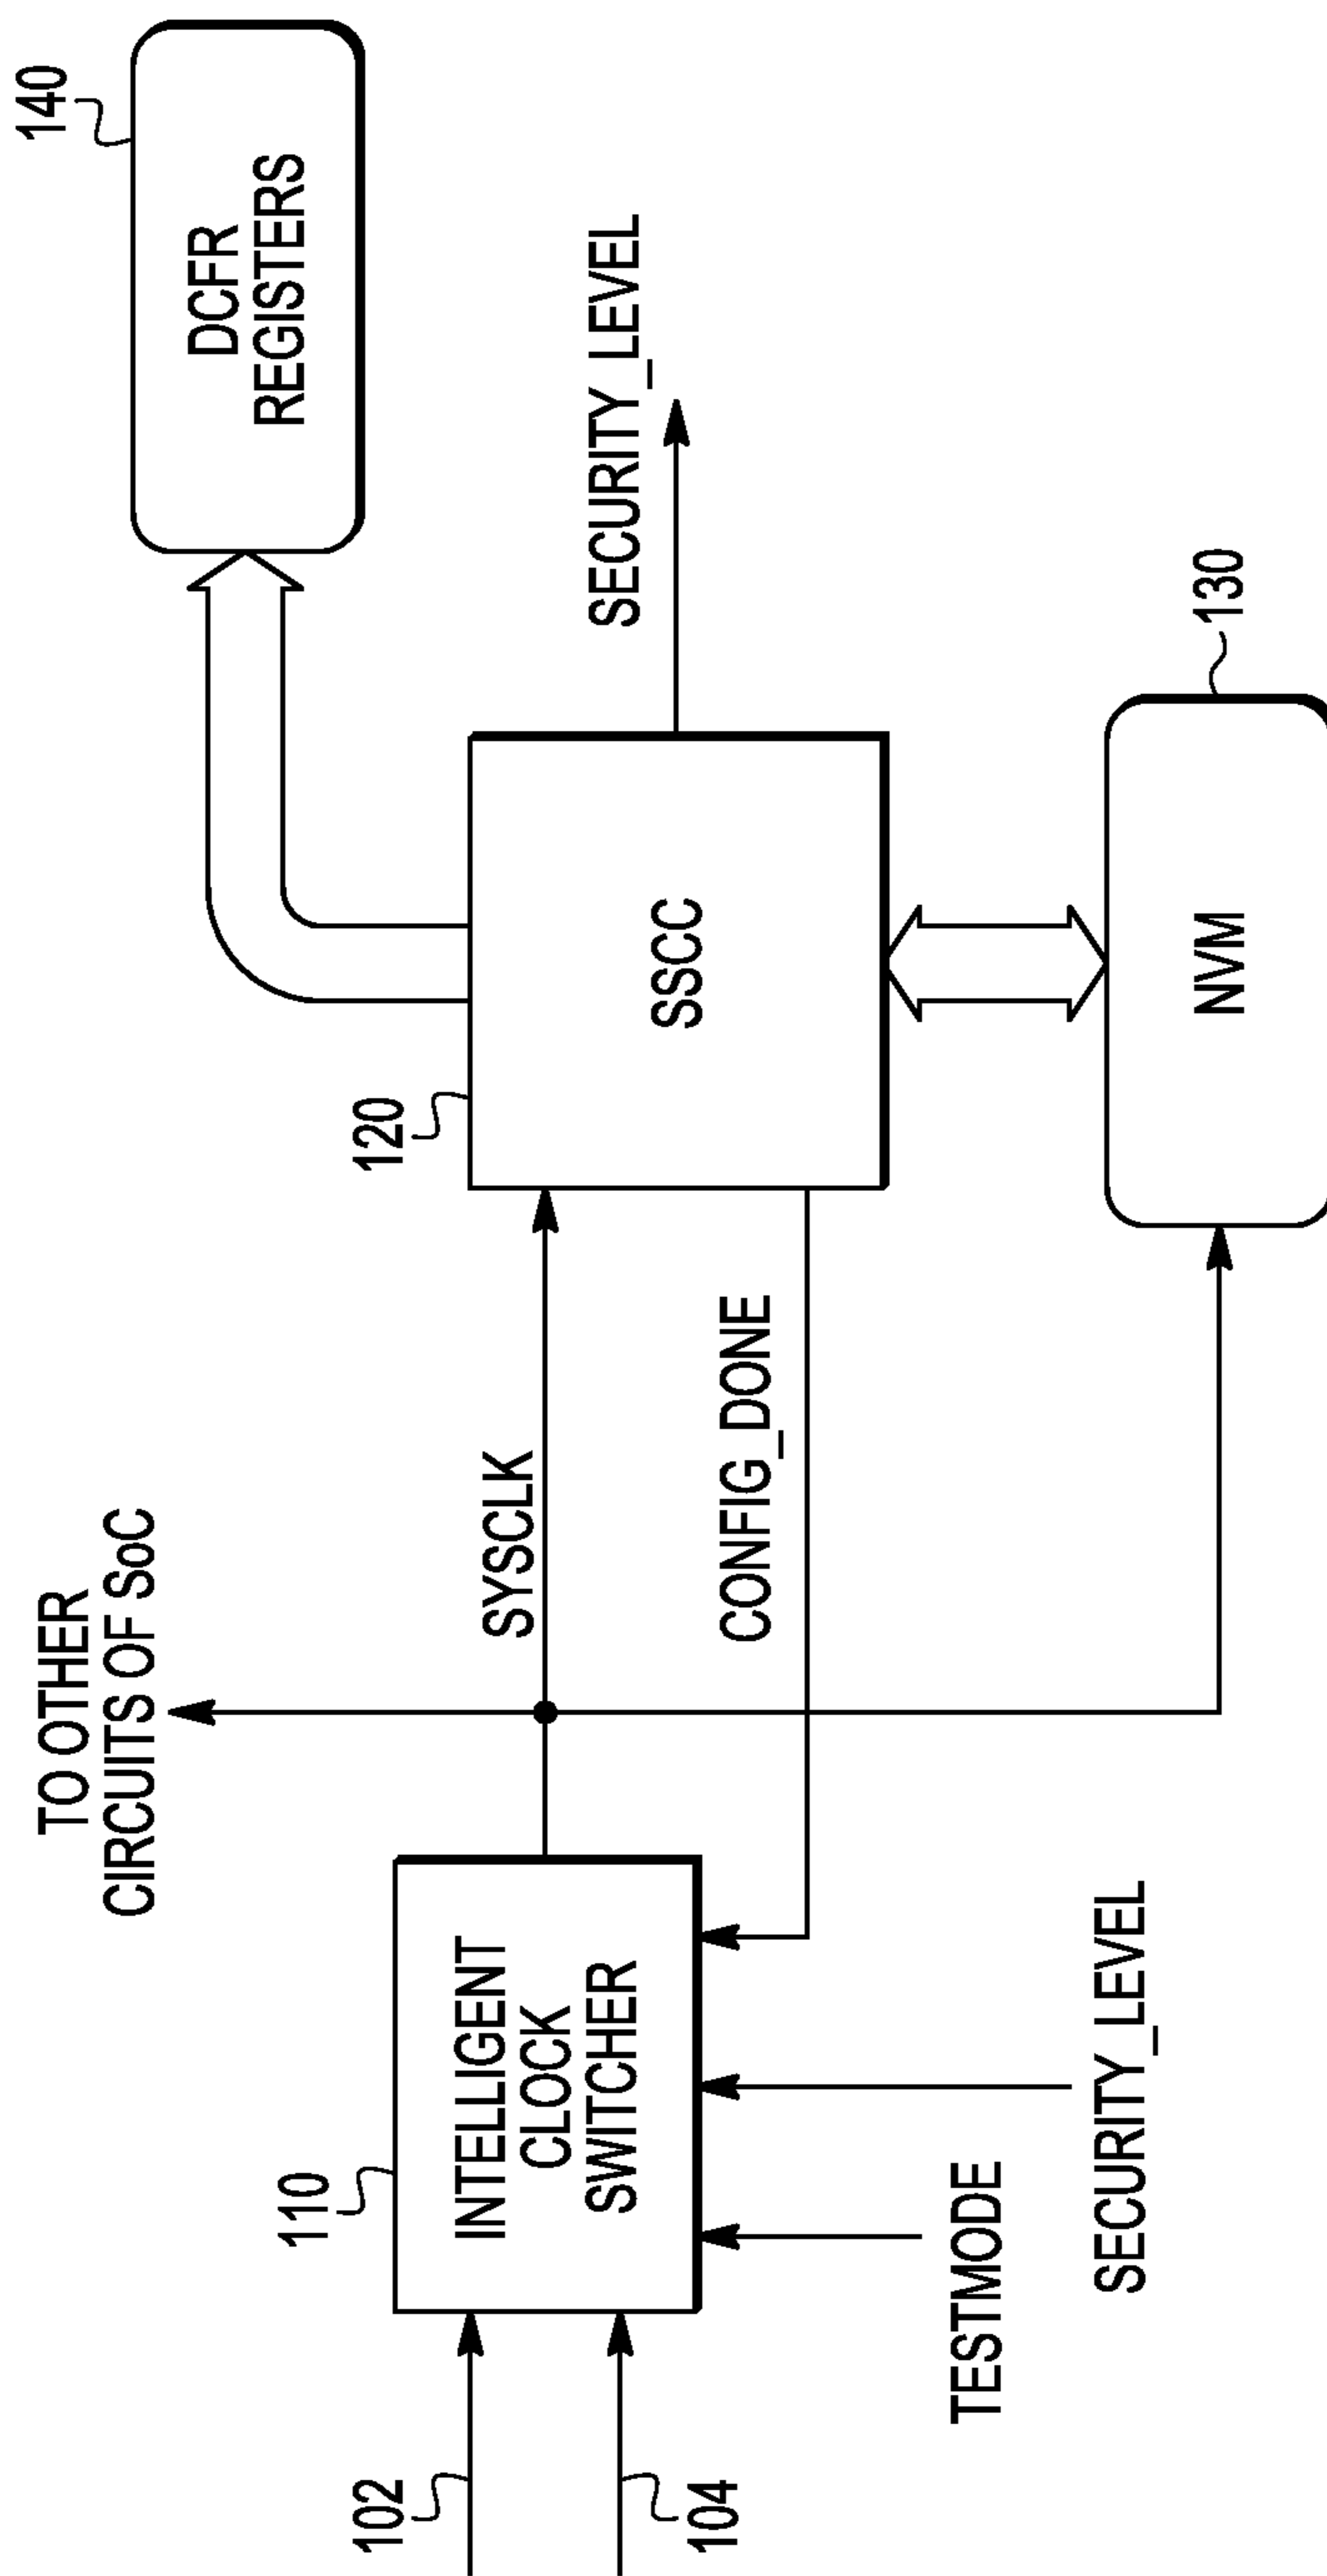 TO OTHER
CIRCUITS OF SoC
140
DCFR
REGISTERS
110
INTELLIGENT
CLOCK
SWITCHER
SYSCLK
120
SSCC
SECURITY_LEVEL
102
104
CONFIG_DONE
TESTMODE
SECURITY_LEVEL
NVM
130